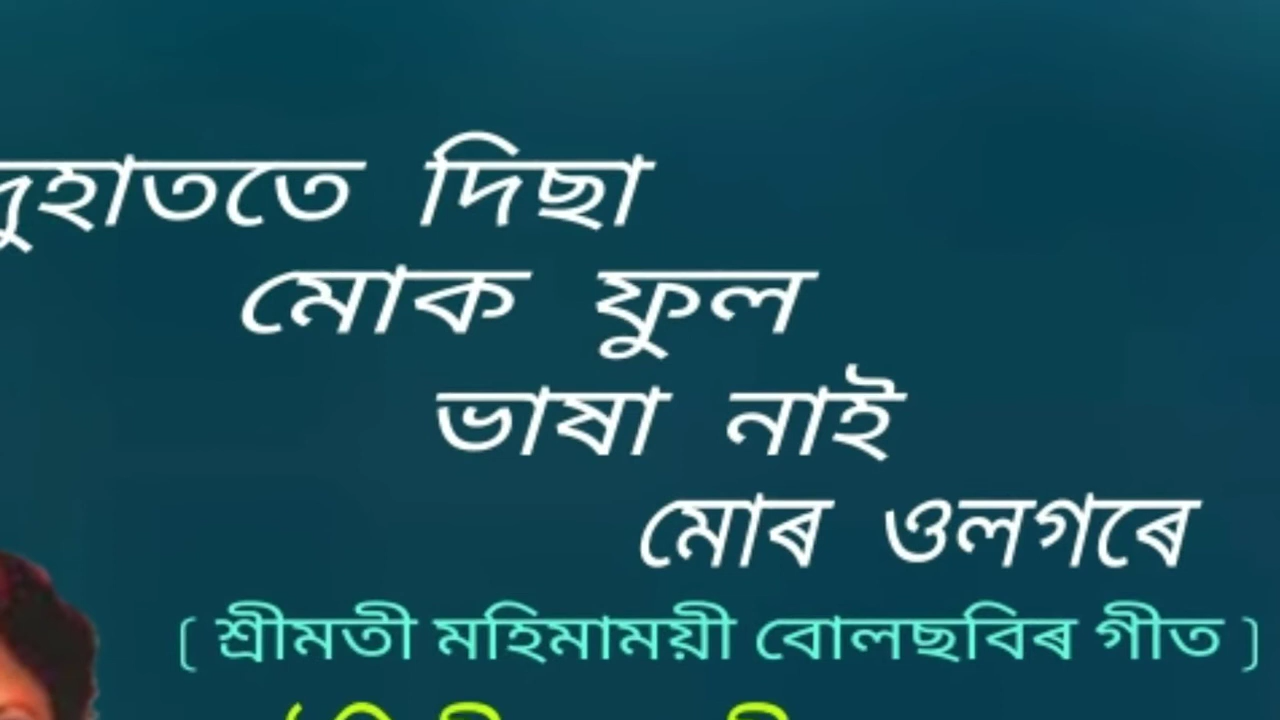 দুহাততে দিছা
মোক ফুল
ভাষা নাই
মোৰ ওলগৰে
( শ্ৰীমতী মহিমাময়ী বোলছবিৰ গীত )